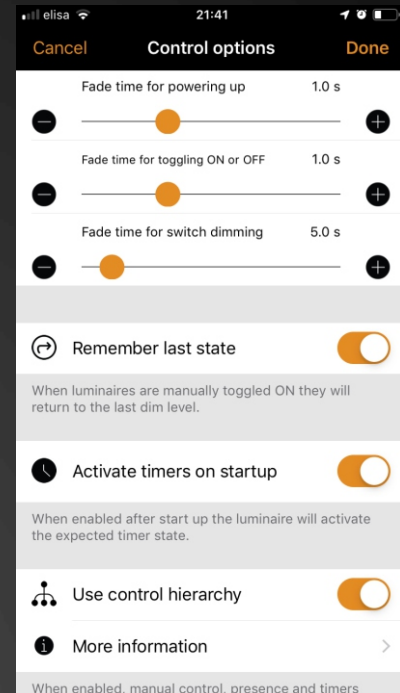 elisa 21:41
Cancel Control options Done
Fade time for powering up 1.0 s
Fade time for toggling ON or OFF 1.0 s
Fade time for switch dimming 5.0 s
Remember last state
When luminaires are manually toggled ON they will
return to the last dim level.
Activate timers on startup
When enabled after start up the luminaire will activate
the expected timer state.
Use control hierarchy
More information
When enabled, manual control, presence and timers